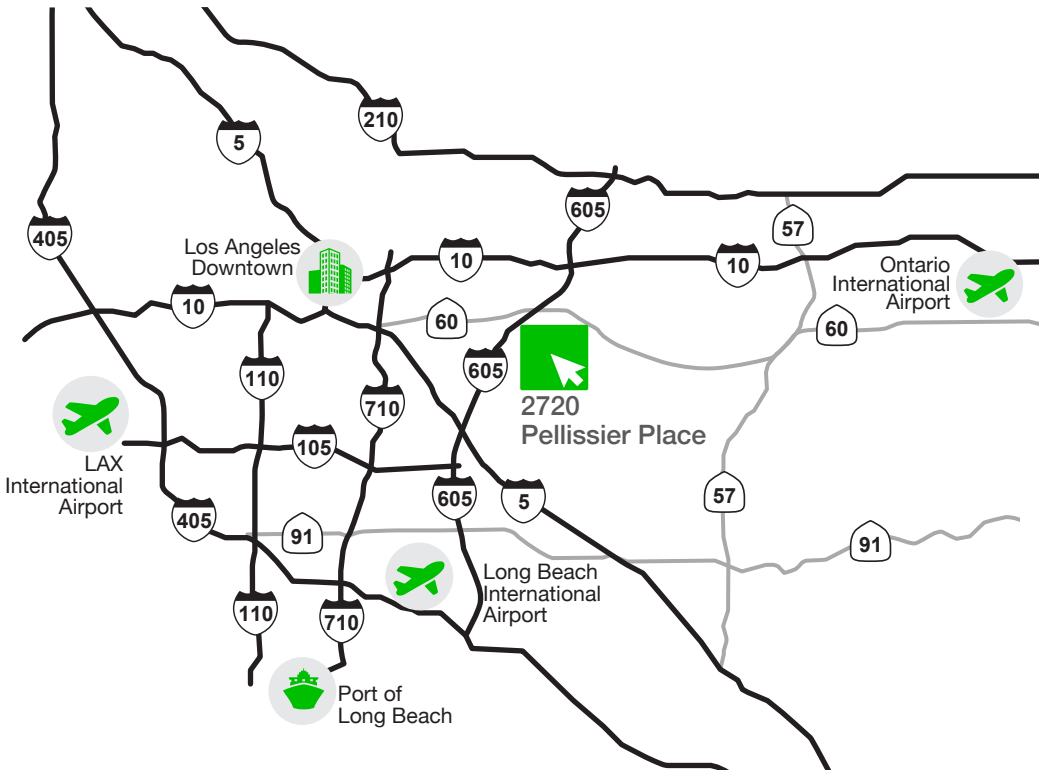 210
5
605
57
405
Los Angeles
Downtown
10
10
Ontario
International
Airport
10
60
60
605
110
2720
Pellissier Place
710
105
LAX
International
Airport
605
57
5
405
91
91
Long Beach
International
Airport
110
710
Port of
Long Beach